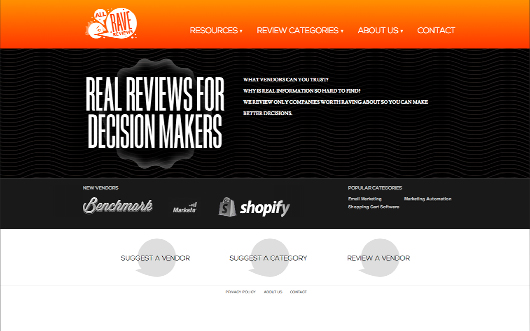 ALL
RAVE
REVIEWS
RESOURCES ▾ REVIEW CATEGORIES ▾ ABOUT US ▾ CONTACT
REAL REVIEWS FOR
DECISION MAKERS
WHAT VENDORS CAN YOU TRUST?
WHY IS REAL INFORMATION SO HARD TO FIND?
WE REVIEW ONLY COMPANIES WORTH RAVING ABOUT SO YOU CAN MAKE
BETTER DECISIONS.
NEW VENDORS
Benchmark Marketo shopify
POPULAR CATEGORIES
Email Marketing Marketing Automation
Shopping Cart Software
SUGGEST A VENDOR SUGGEST A CATEGORY REVIEW A VENDOR
PRIVACY POLICY ABOUT US CONTACT